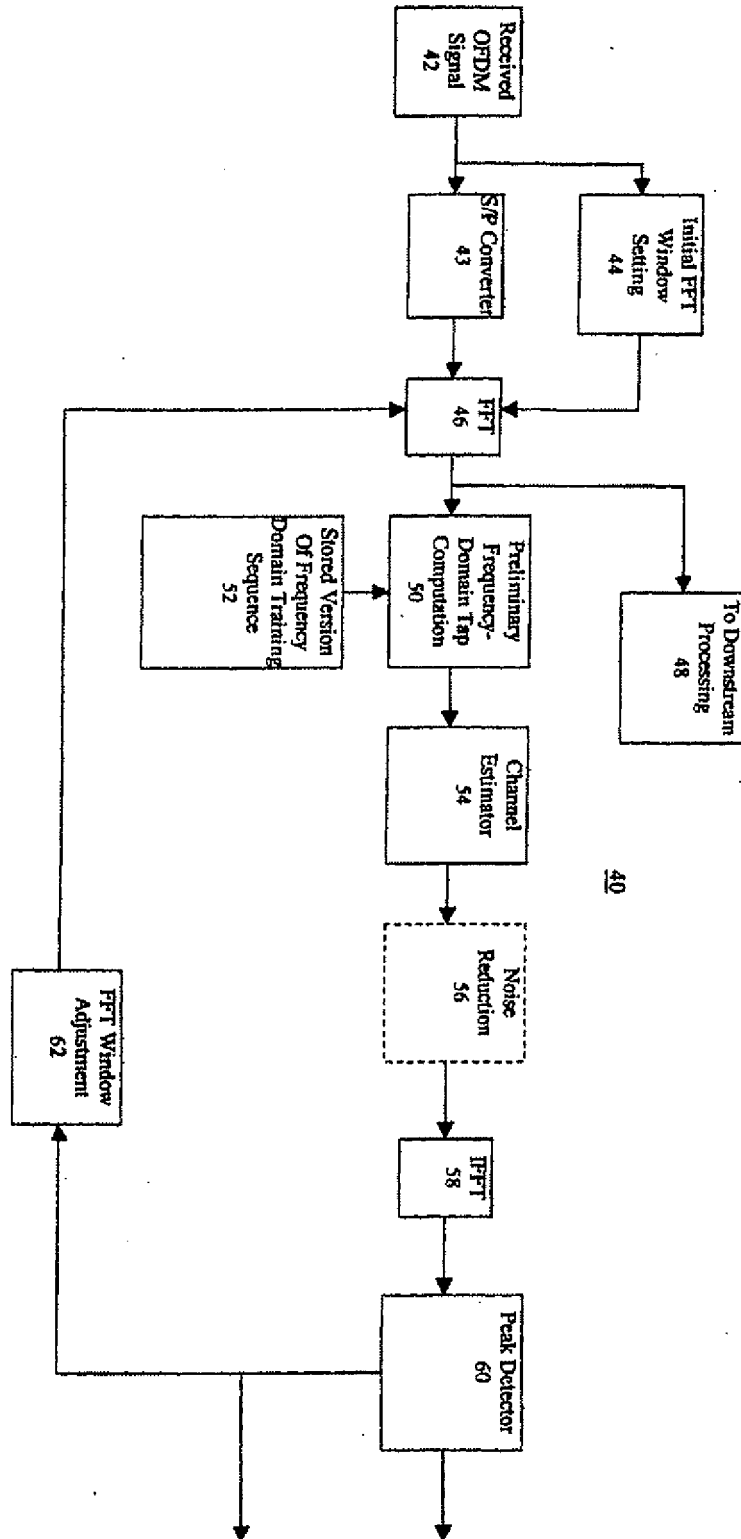 Received
OFDM
Signal
42
Initial FFT
Window
Setting
44
S/P Converter
43
FFT
46
To Downstream
Processing
48
Preliminary
Frequency-
Domain Tap
Computation
50
Stored Version
Of Frequency
Domain Training
Sequence
52
Channel
Estimator
54
40
Noise
Reduction
56
IFFT
58
Peak Detector
60
FFT Window
Adjustment
62